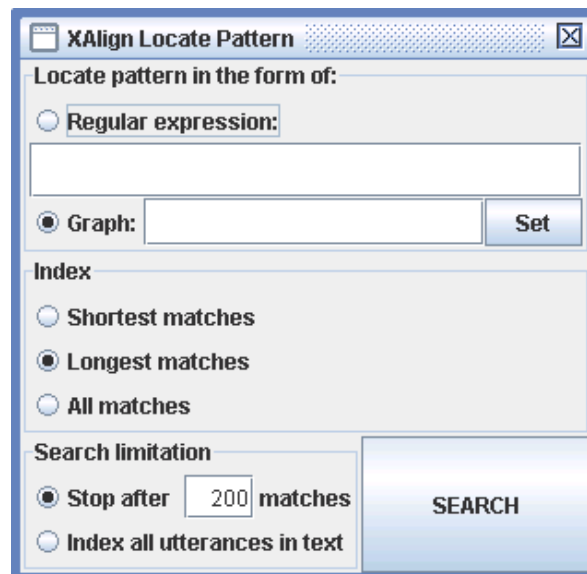 XAlign Locate Pattern
Locate pattern in the form of:
Regular expression:
Graph: Set
Index
Shortest matches
Longest matches
All matches
Search limitation
Stop after 200 matches
SEARCH
Index all utterances in text